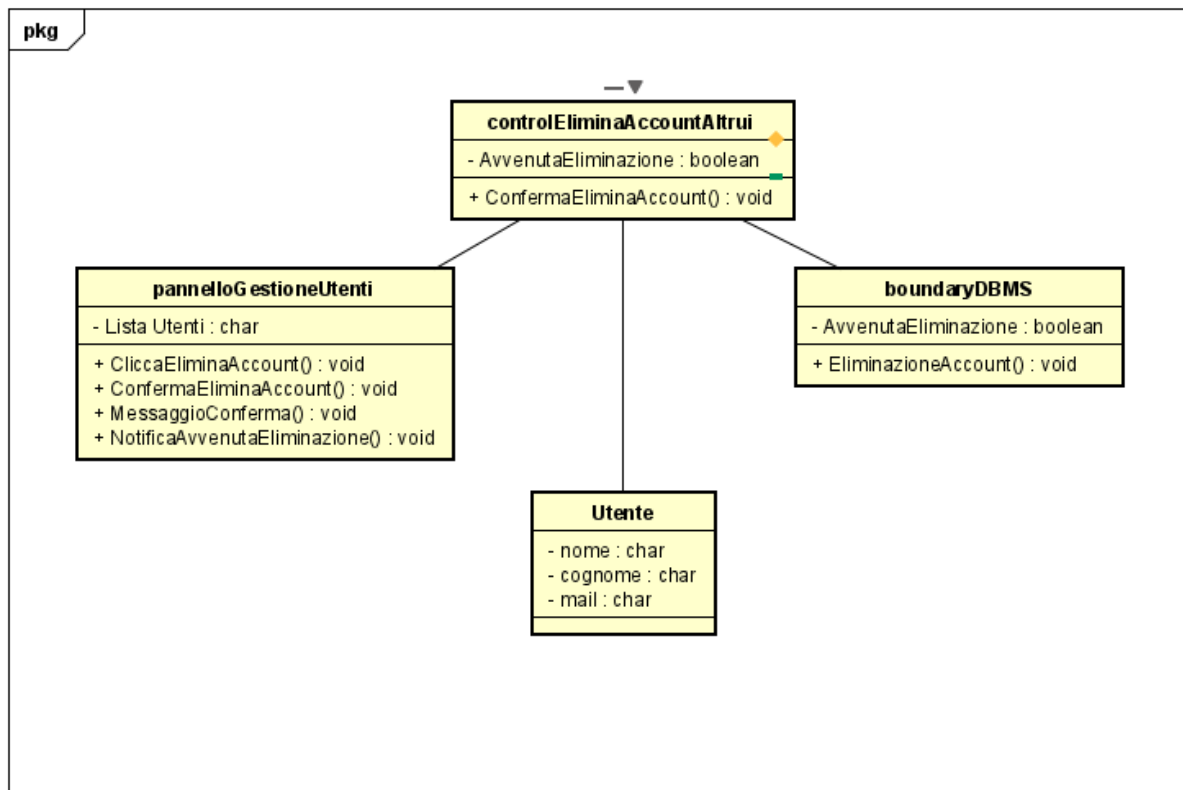 pkg
controlEliminaAccountAltrui
- AvvenutaEliminazione : boolean
+ ConfermaEliminaAccount() : void
pannelloGestioneUtenti
- Lista Utenti : char
+ CliccaEliminaAccount() : void
+ ConfermaEliminaAccount() : void
+ MessaggioConferma() : void
+ NotificaAvvenutaEliminazione() : void
boundaryDBMS
- AvvenutaEliminazione : boolean
+ EliminazioneAccount() : void
Utente
- nome : char
- cognome : char
- mail : char